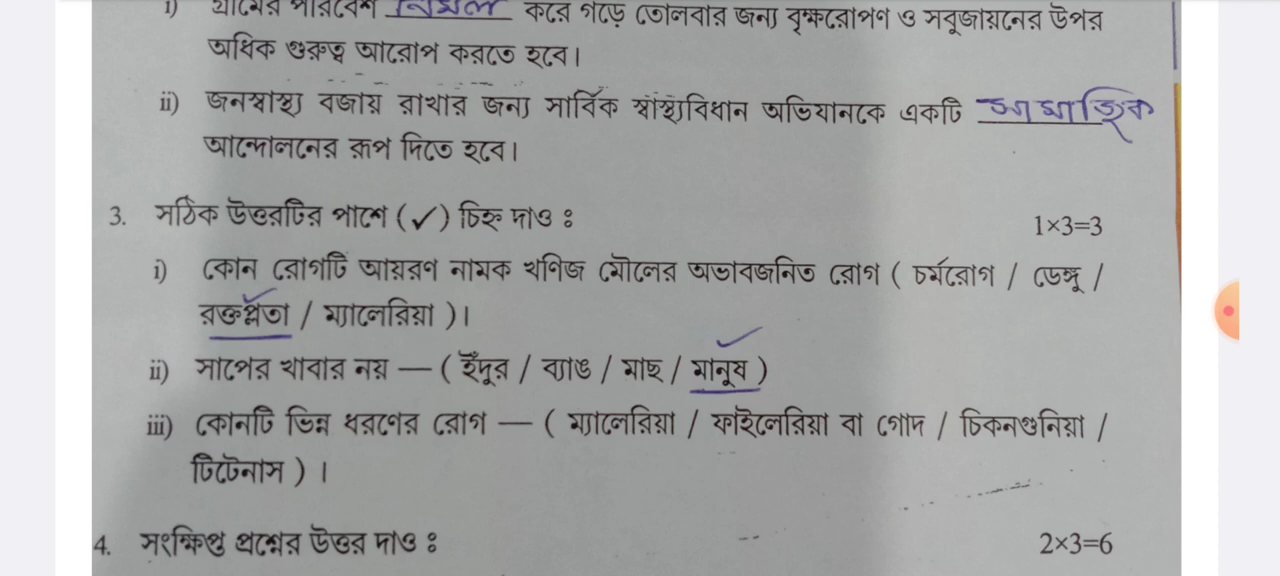 i) গ্রামের পরিবেশ নির্মল করে গড়ে তোলবার জন্য বৃক্ষরোপণ ও সবুজায়নের উপর
অধিক গুরুত্ব আরোপ করতে হবে।
ii) জনস্বাস্থ্য বজায় রাখার জন্য সার্বিক স্বাস্থ্যবিধান অভিযানকে একটি সামাজিক
আন্দোলনের রূপ দিতে হবে।
3. সঠিক উত্তরটির পাশে (✓) চিহ্ন দাও ঃ 1×3=3
i) কোন রোগটি আয়রণ নামক খণিজ মৌলের অভাবজনিত রোগ ( চর্মরোগ / ডেঙ্গু /
রক্তাল্পতা / ম্যালেরিয়া )।
ii) সাপের খাবার নয় — ( ইঁদুর / ব্যাঙ / মাছ / মানুষ )
iii) কোনটি ভিন্ন ধরণের রোগ — ( ম্যালেরিয়া / ফাইলেরিয়া বা গোদ / চিকনগুনিয়া /
টিটেনাস ) ।
4. সংক্ষিপ্ত প্রশ্নের উত্তর দাও ঃ 2×3=6